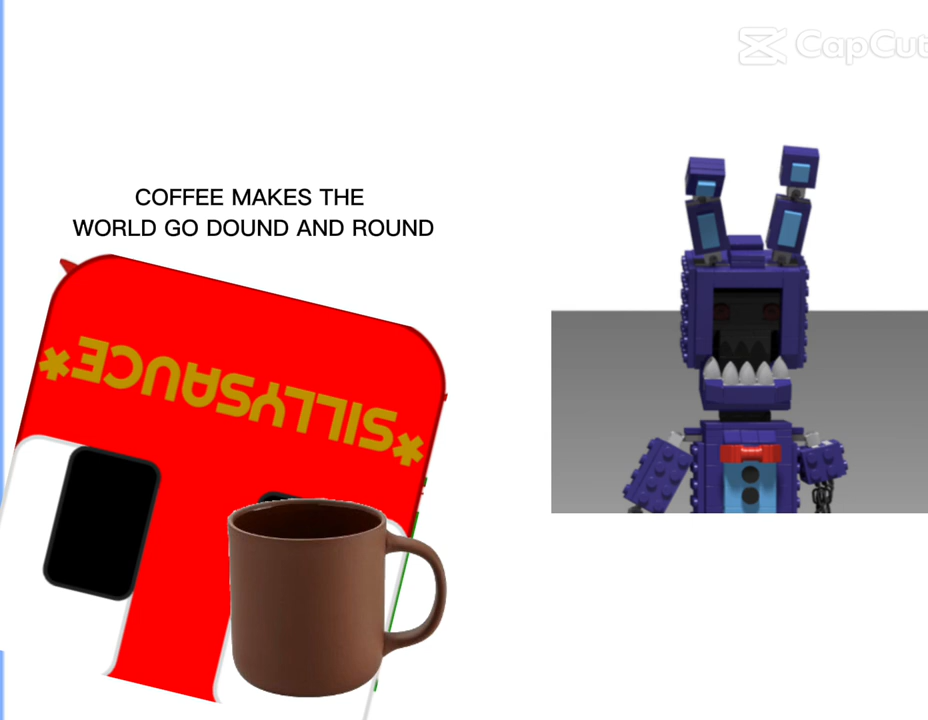 CapCut
COFFEE MAKES THE
WORLD GO DOUND AND ROUND
*SILLYSAUCE*